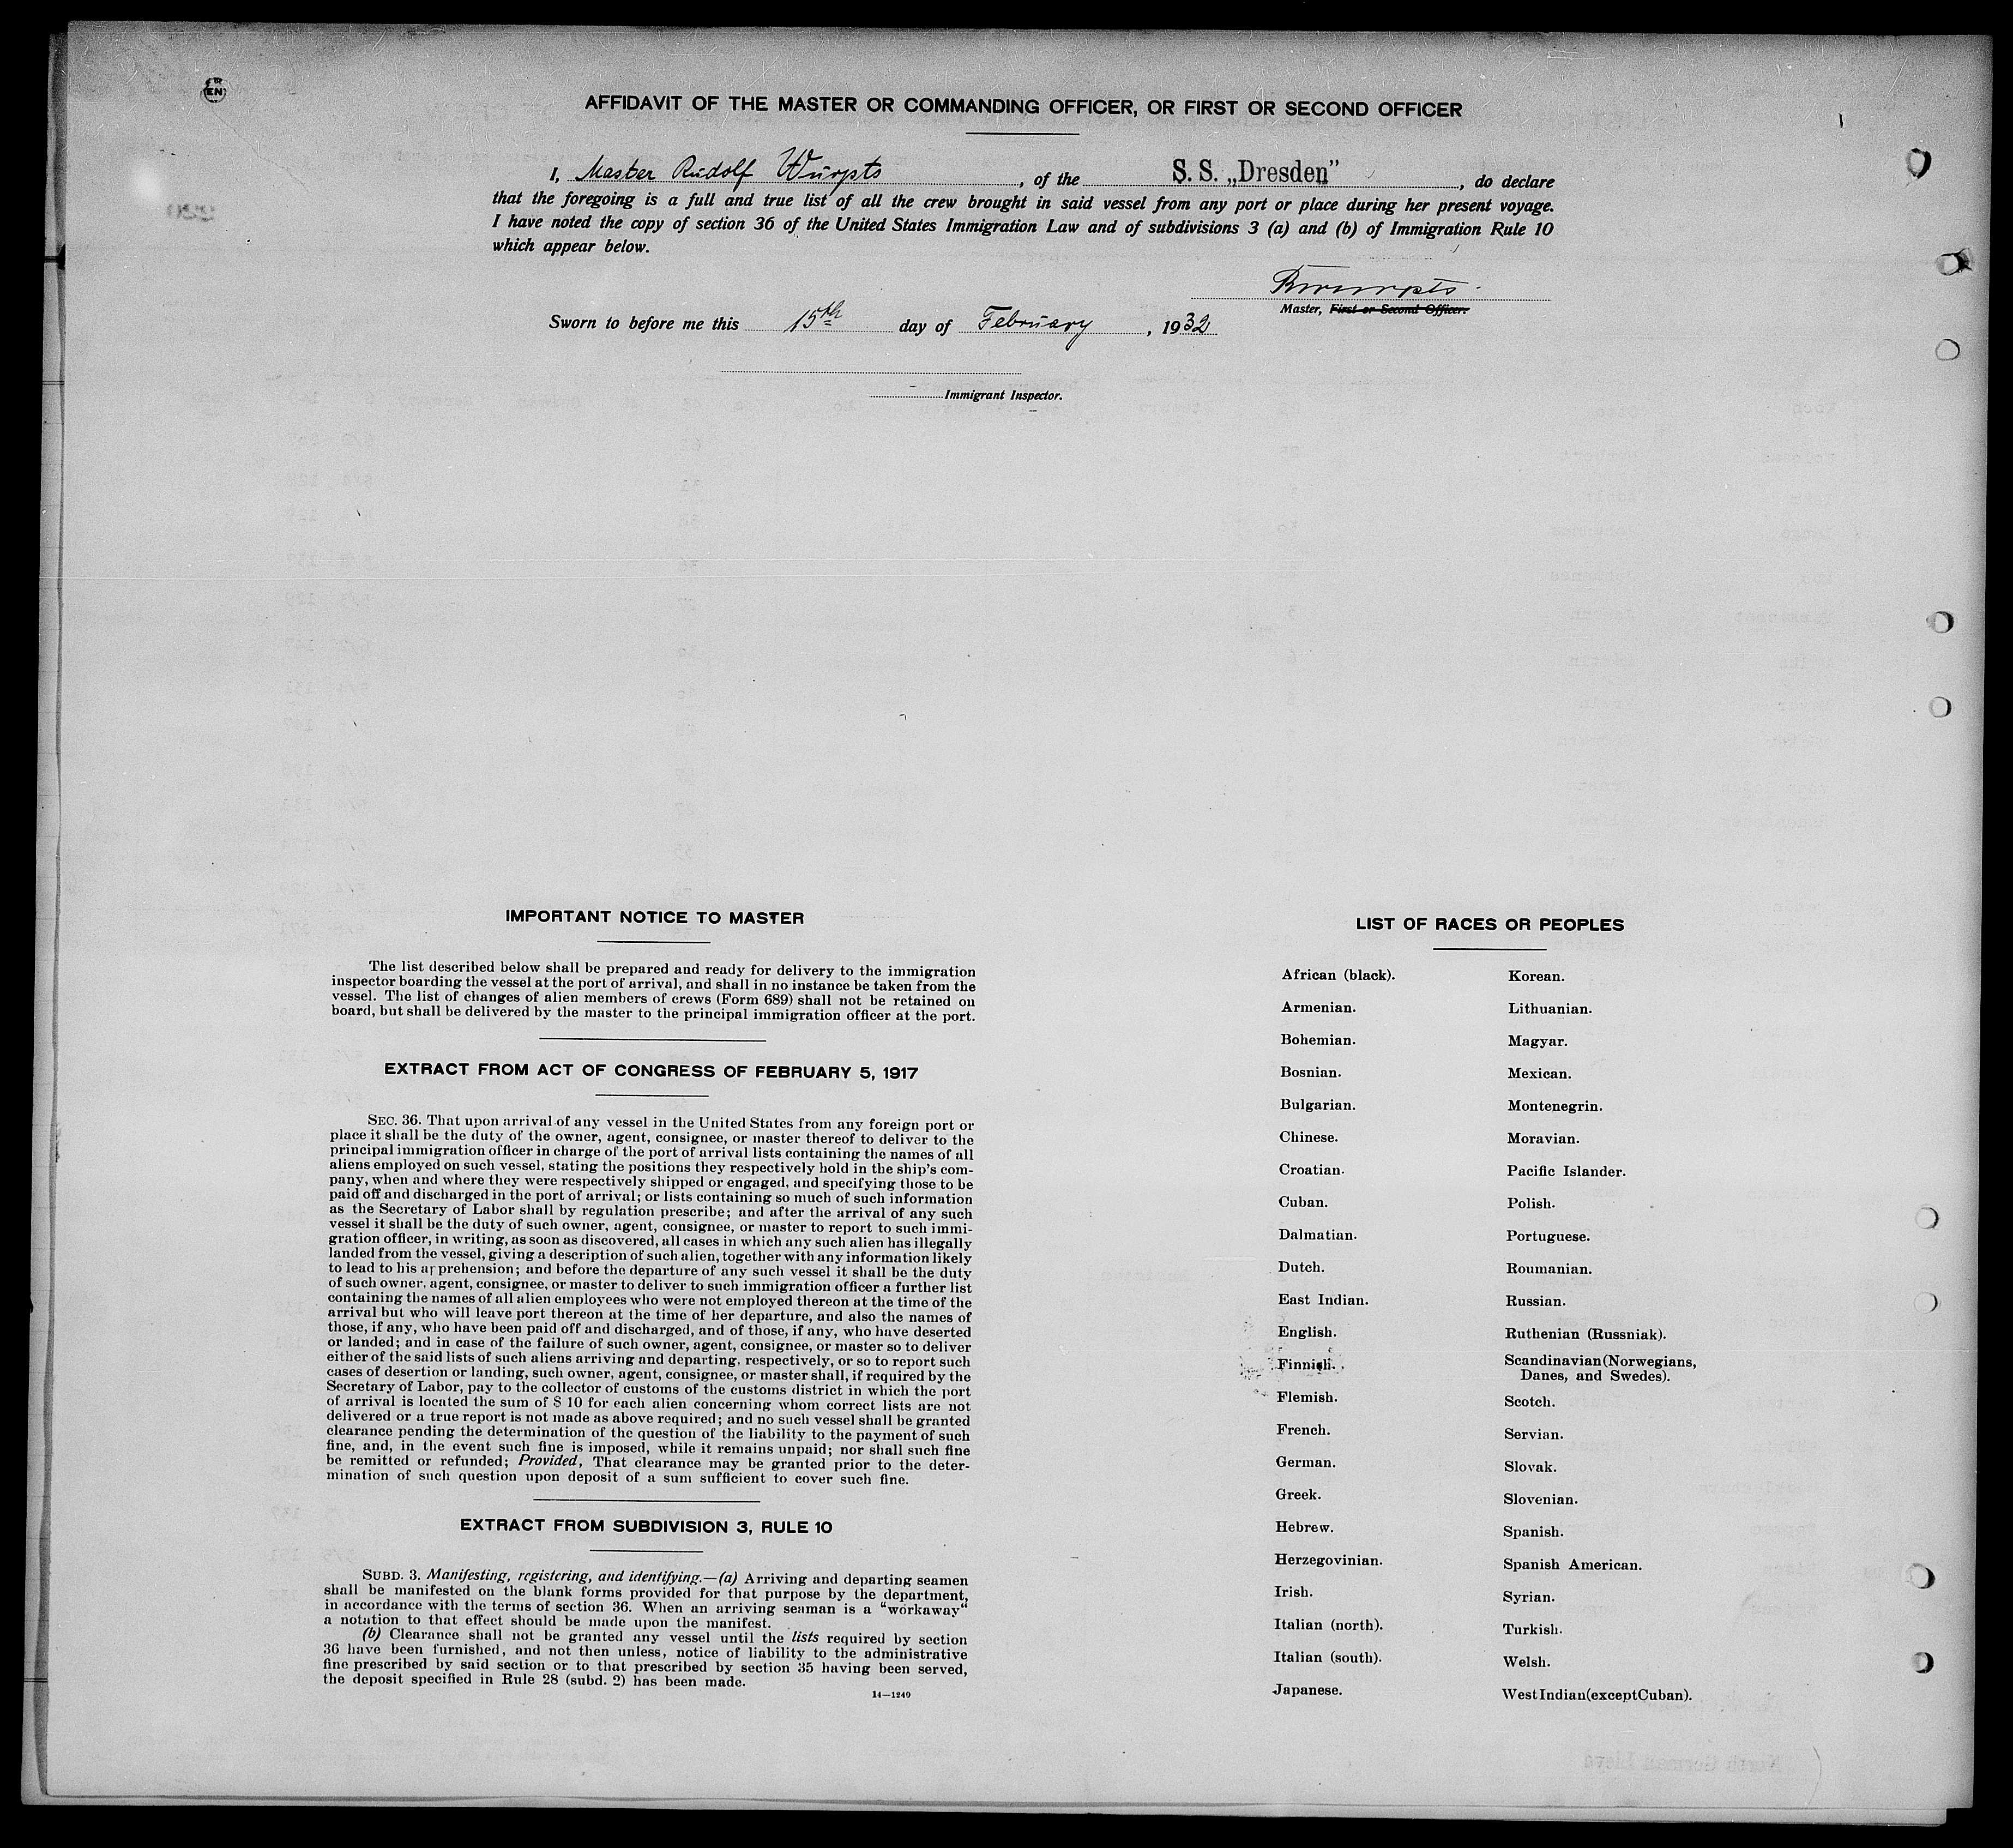 EN
AFFIDAVIT OF THE MASTER OR COMMANDING OFFICER, OR FIRST OR SECOND OFFICER
I, Master Rudolf Wurpts, of the S. S. „Dresden”, do declare
that the foregoing is a full and true list of all the crew brought in said vessel from any port or place during her present voyage.
I have noted the copy of section 36 of the United States Immigration Law and of subdivisions 3 (a) and (b) of Immigration Rule 10
which appear below.
RWurpts.
Master, First or Second Officer.
Sworn to before me this 15th day of February, 1932
Immigrant Inspector.
IMPORTANT NOTICE TO MASTER
The list described below shall be prepared and ready for delivery to the immigration
inspector boarding the vessel at the port of arrival, and shall in no instance be taken from the
vessel. The list of changes of alien members of crews (Form 689) shall not be retained on
board, but shall be delivered by the master to the principal immigration officer at the port.
EXTRACT FROM ACT OF CONGRESS OF FEBRUARY 5, 1917
SEC. 36. That upon arrival of any vessel in the United States from any foreign port or
place it shall be the duty of the owner, agent, consignee, or master thereof to deliver to the
principal immigration officer in charge of the port of arrival lists containing the names of all
aliens employed on such vessel, stating the positions they respectively hold in the ship's com-
pany, when and where they were respectively shipped or engaged, and specifying those to be
paid off and discharged in the port of arrival; or lists containing so much of such information
as the Secretary of Labor shall by regulation prescribe; and after the arrival of any such
vessel it shall be the duty of such owner, agent, consignee, or master to report to such immi-
gration officer, in writing, as soon as discovered, all cases in which any such alien has illegally
landed from the vessel, giving a description of such alien, together with any information likely
to lead to his apprehension; and before the departure of any such vessel it shall be the duty
of such owner, agent, consignee, or master to deliver to such immigration officer a further list
containing the names of all alien employees who were not employed thereon at the time of the
arrival but who will leave port thereon at the time of her departure, and also the names of
those, if any, who have been paid off and discharged, and of those, if any, who have deserted
or landed; and in case of the failure of such owner, agent, consignee, or master so to deliver
either of the said lists of such aliens arriving and departing, respectively, or so to report such
cases of desertion or landing, such owner, agent, consignee, or master shall, if required by the
Secretary of Labor, pay to the collector of customs of the customs district in which the port
of arrival is located the sum of $ 10 for each alien concerning whom correct lists are not
delivered or a true report is not made as above required; and no such vessel shall be granted
clearance pending the determination of the question of the liability to the payment of such
fine, and, in the event such fine is imposed, while it remains unpaid; nor shall such fine
be remitted or refunded; Provided, That clearance may be granted prior to the deter-
mination of such question upon deposit of a sum sufficient to cover such fine.
EXTRACT FROM SUBDIVISION 3, RULE 10
SUBD. 3. Manifesting, registering, and identifying.—(a) Arriving and departing seamen
shall be manifested on the blank forms provided for that purpose by the department,
in accordance with the terms of section 36. When an arriving seaman is a “workaway“
a notation to that effect should be made upon the manifest.
(b) Clearance shall not be granted any vessel until the lists required by section
36 have been furnished, and not then unless, notice of liability to the administrative
fine prescribed by said section or to that prescribed by section 35 having been served,
the deposit specified in Rule 28 (subd. 2) has been made.
14—1240
LIST OF RACES OR PEOPLES
African (black).
Armenian.
Bohemian.
Bosnian.
Bulgarian.
Chinese.
Croatian.
Cuban.
Dalmatian.
Dutch.
East Indian.
English.
Finnish.
Flemish.
French.
German.
Greek.
Hebrew.
Herzegovinian.
Irish.
Italian (north).
Italian (south).
Japanese.
Korean.
Lithuanian.
Magyar.
Mexican.
Montenegrin.
Moravian.
Pacific Islander.
Polish.
Portuguese.
Roumanian.
Russian.
Ruthenian (Russniak).
Scandinavian (Norwegians,
Danes, and Swedes).
Scotch.
Servian.
Slovak.
Slovenian.
Spanish.
Spanish American.
Syrian.
Turkish.
Welsh.
West Indian (except Cuban).